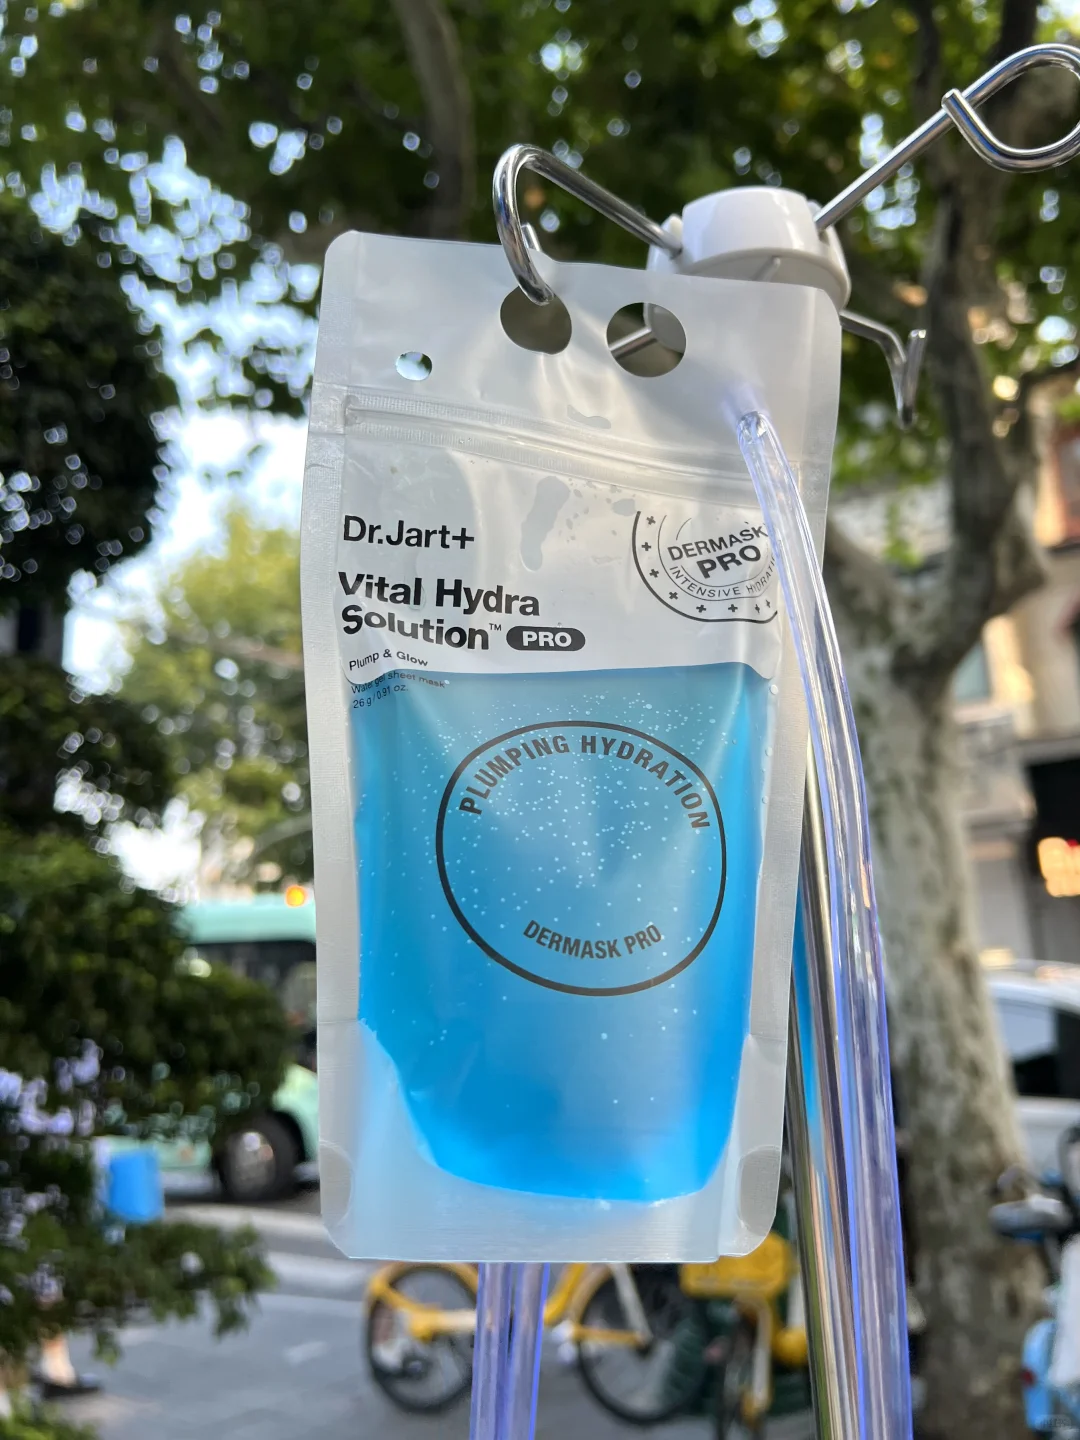 Dr.Jart+
DERMASK
PRO
INTENSIVE HYDRATI
Vital Hydra
Solution™ PRO
Plump & Glow
Water gel sheet mask
26 g / 0.91 oz.
PLUMPING HYDRATION
DERMASK PRO